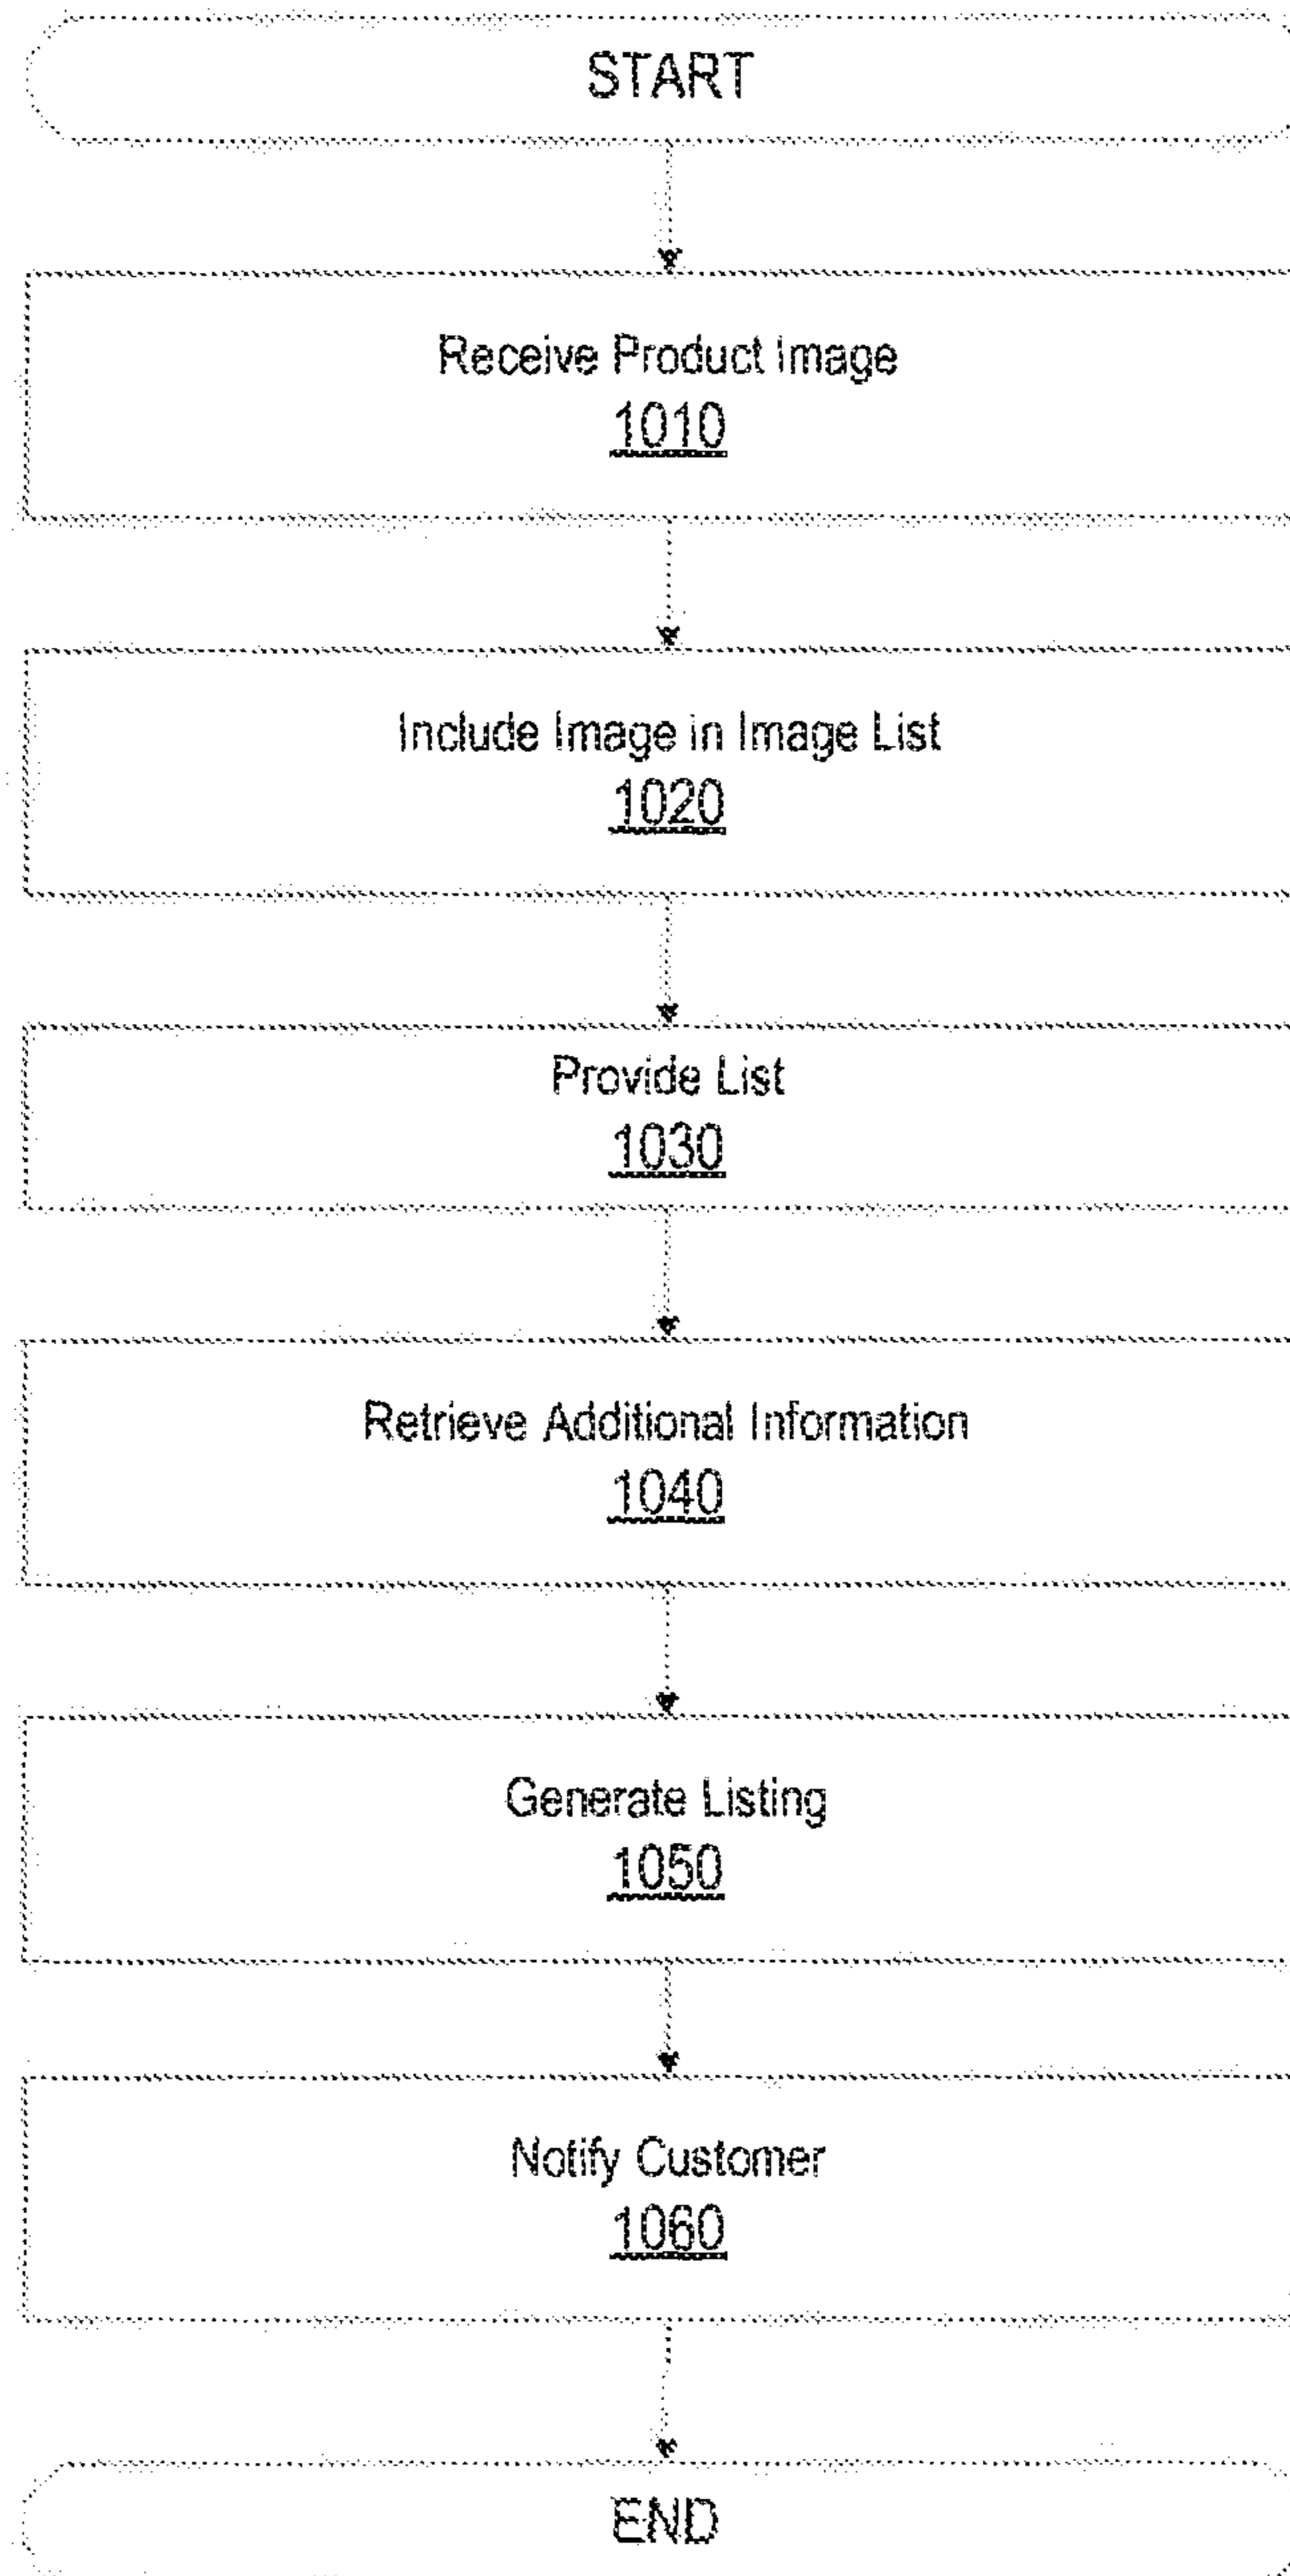 START
Receive Product Image
1010
Include Image in Image List
1020
Provide List
1030
Retrieve Additional Information
1040
Generate Listing
1050
Notify Customer
1060
END